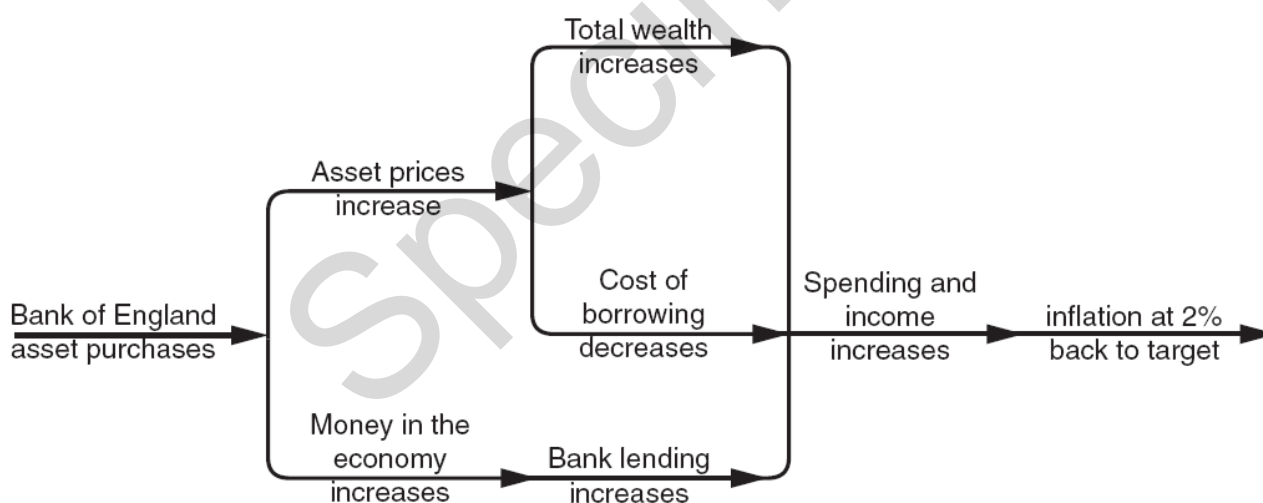 Total wealth
increases
Asset prices
increase
Cost of
borrowing
decreases
Spending and
income
increases
Bank of England
asset purchases
inflation at 2%
back to target
Money in the
economy
increases
Bank lending
increases